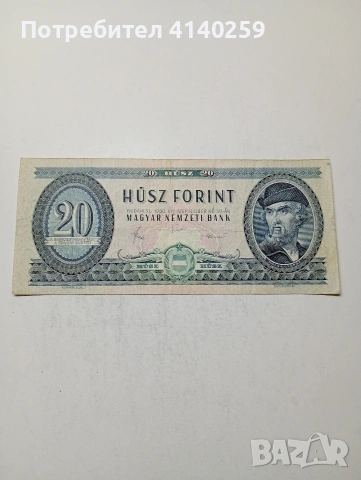 Потребител 4140259
20 HÚSZ 20
HÚSZ FORINT
MAGYAR NEMZETI BANK
20
HÚSZ HÚSZ
BAZAR